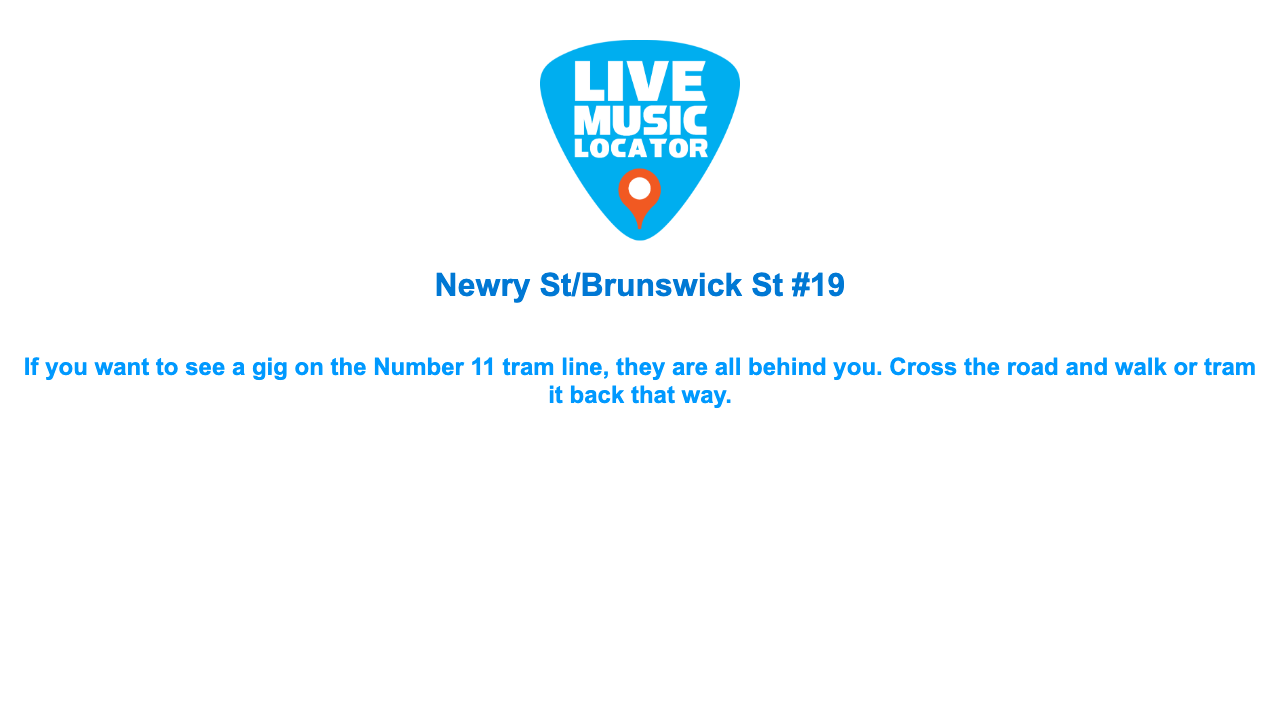 LIVE
MUSIC
LOCATOR
Newry St/Brunswick St #19
If you want to see a gig on the Number 11 tram line, they are all behind you. Cross the road and walk or tram
it back that way.